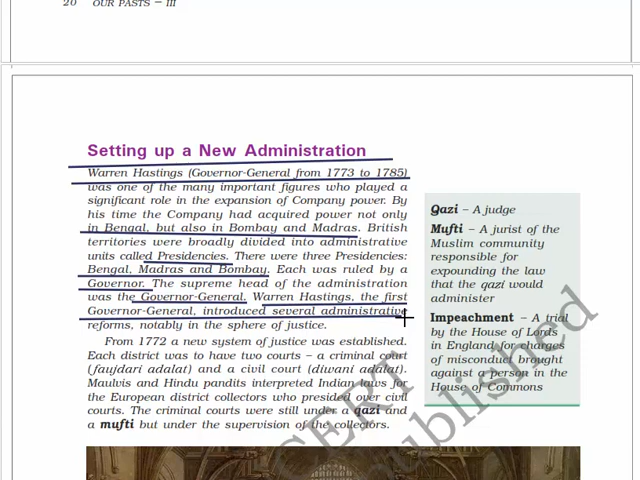 20 OUR PASTS – III
Setting up a New Administration
Warren Hastings (Governor-General from 1773 to 1785)
was one of the many important figures who played a
significant role in the expansion of Company power. By
his time the Company had acquired power not only
in Bengal, but also in Bombay and Madras. British
territories were broadly divided into administrative
units called Presidencies. There were three Presidencies:
Bengal, Madras and Bombay. Each was ruled by a
Governor. The supreme head of the administration
was the Governor-General. Warren Hastings, the first
Governor-General, introduced several administrative
reforms, notably in the sphere of justice.
From 1772 a new system of justice was established.
Each district was to have two courts – a criminal court
(faujdari adalat) and a civil court (diwani adalat).
Maulvis and Hindu pandits interpreted Indian laws for
the European district collectors who presided over civil
courts. The criminal courts were still under a qazi and
a mufti but under the supervision of the collectors.
Qazi – A judge
Mufti – A jurist of the
Muslim community
responsible for
expounding the law
that the qazi would
administer
Impeachment – A trial
by the House of Lords
in England for charges
of misconduct brought
against a person in the
House of Commons
CERT
published